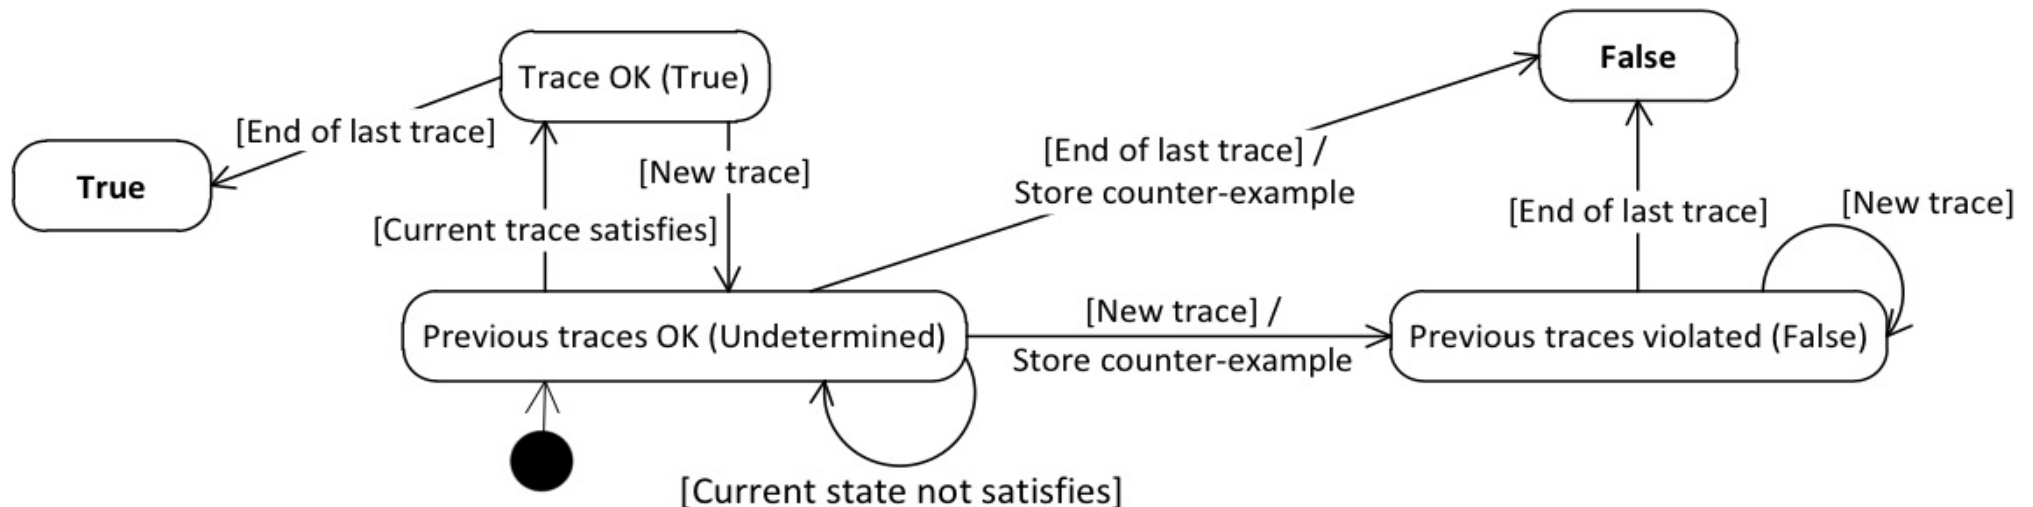 False
Trace OK (True)
[End of last trace]
[End of last trace] /
[New trace]
True
Store counter-example
[New trace]
[End of last trace]
[Current trace satisfies]
[New trace] /
Previous traces OK (Undetermined)
Previous traces violated (False)
Store counter-example
[Current state not satisfies]